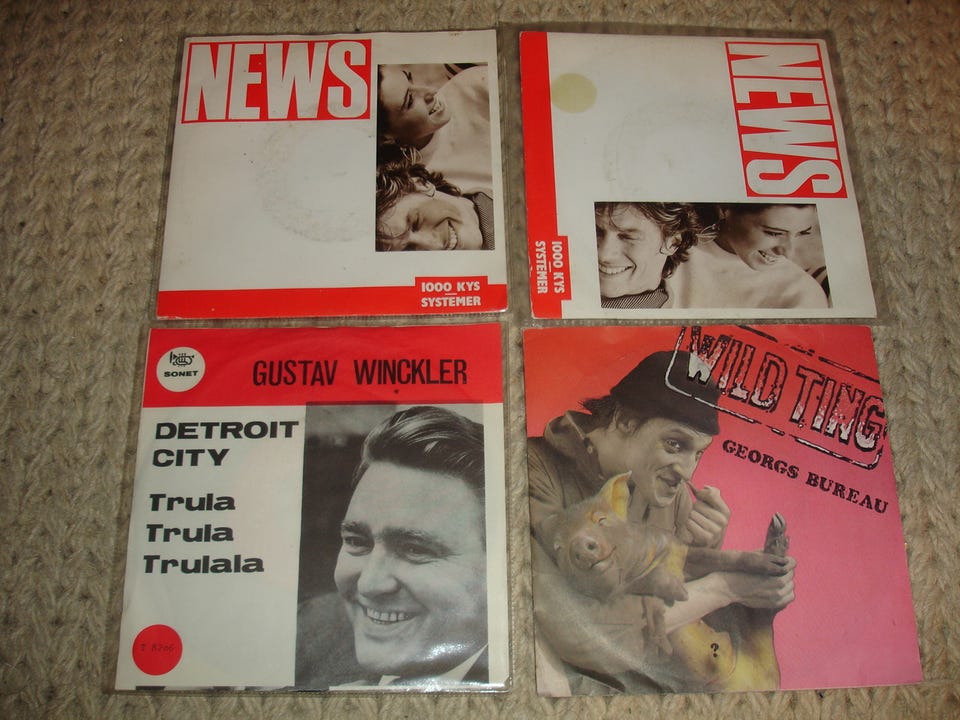 NEWS
1000 KYS
SYSTEMER
NEWS
1000 KYS
SYSTEMER
SONET
GUSTAV WINCKLER
DETROIT
CITY
Trula
Trula
Trulala
T 8206
WILD TING
GEORGS BUREAU
?